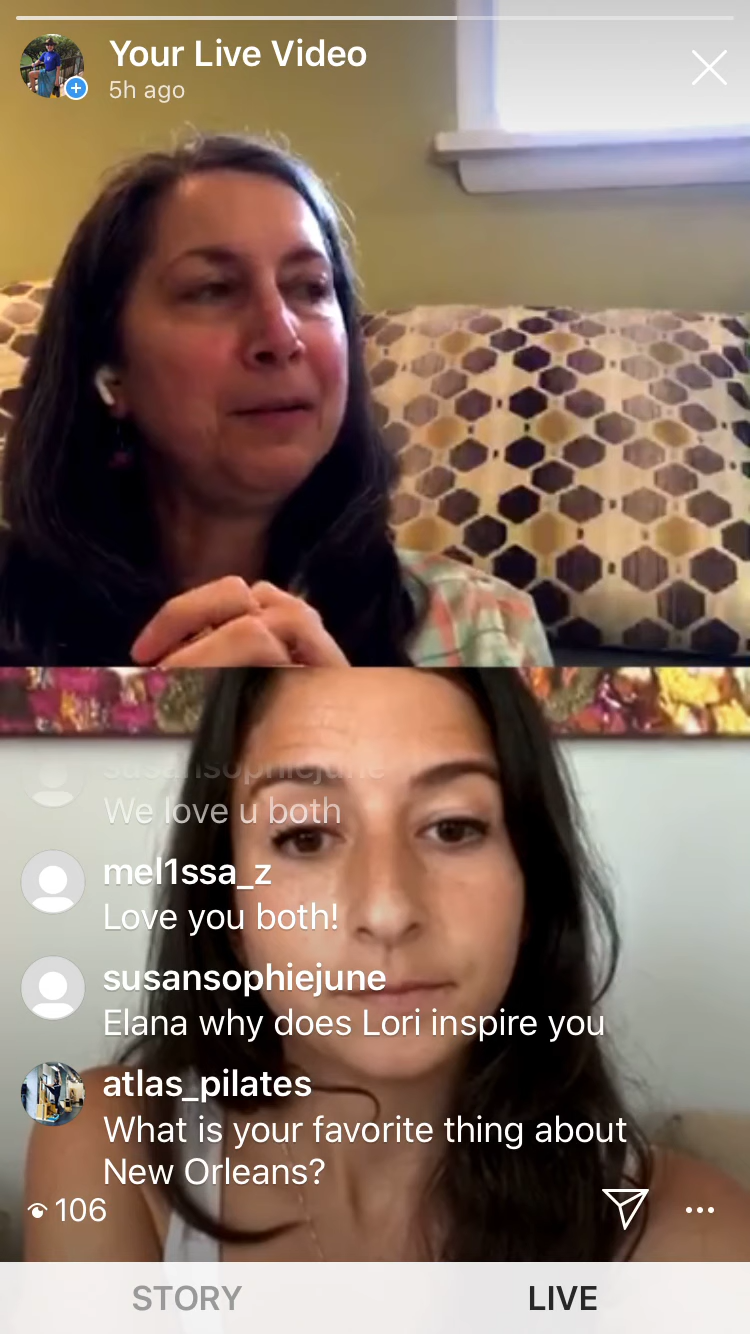 Your Live Video
5h ago
susansophiejune
We love u both
mel1ssa_z
Love you both!
susansophiejune
Elana why does Lori inspire you
atlas_pilates
What is your favorite thing about
New Orleans?
106
STORY LIVE